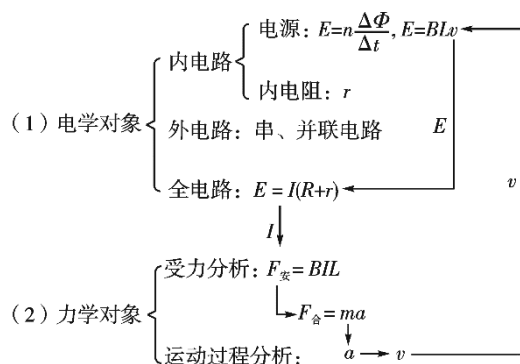 电源：E=n ΔΦ/Δt，E=BLv
内电路
内电阻：r
（1）电学对象
外电路：串、并联电路
E
v
全电路：E=I(R+r)
I
受力分析：F安=BIL
（2）力学对象
F合=ma
运动过程分析：a → v